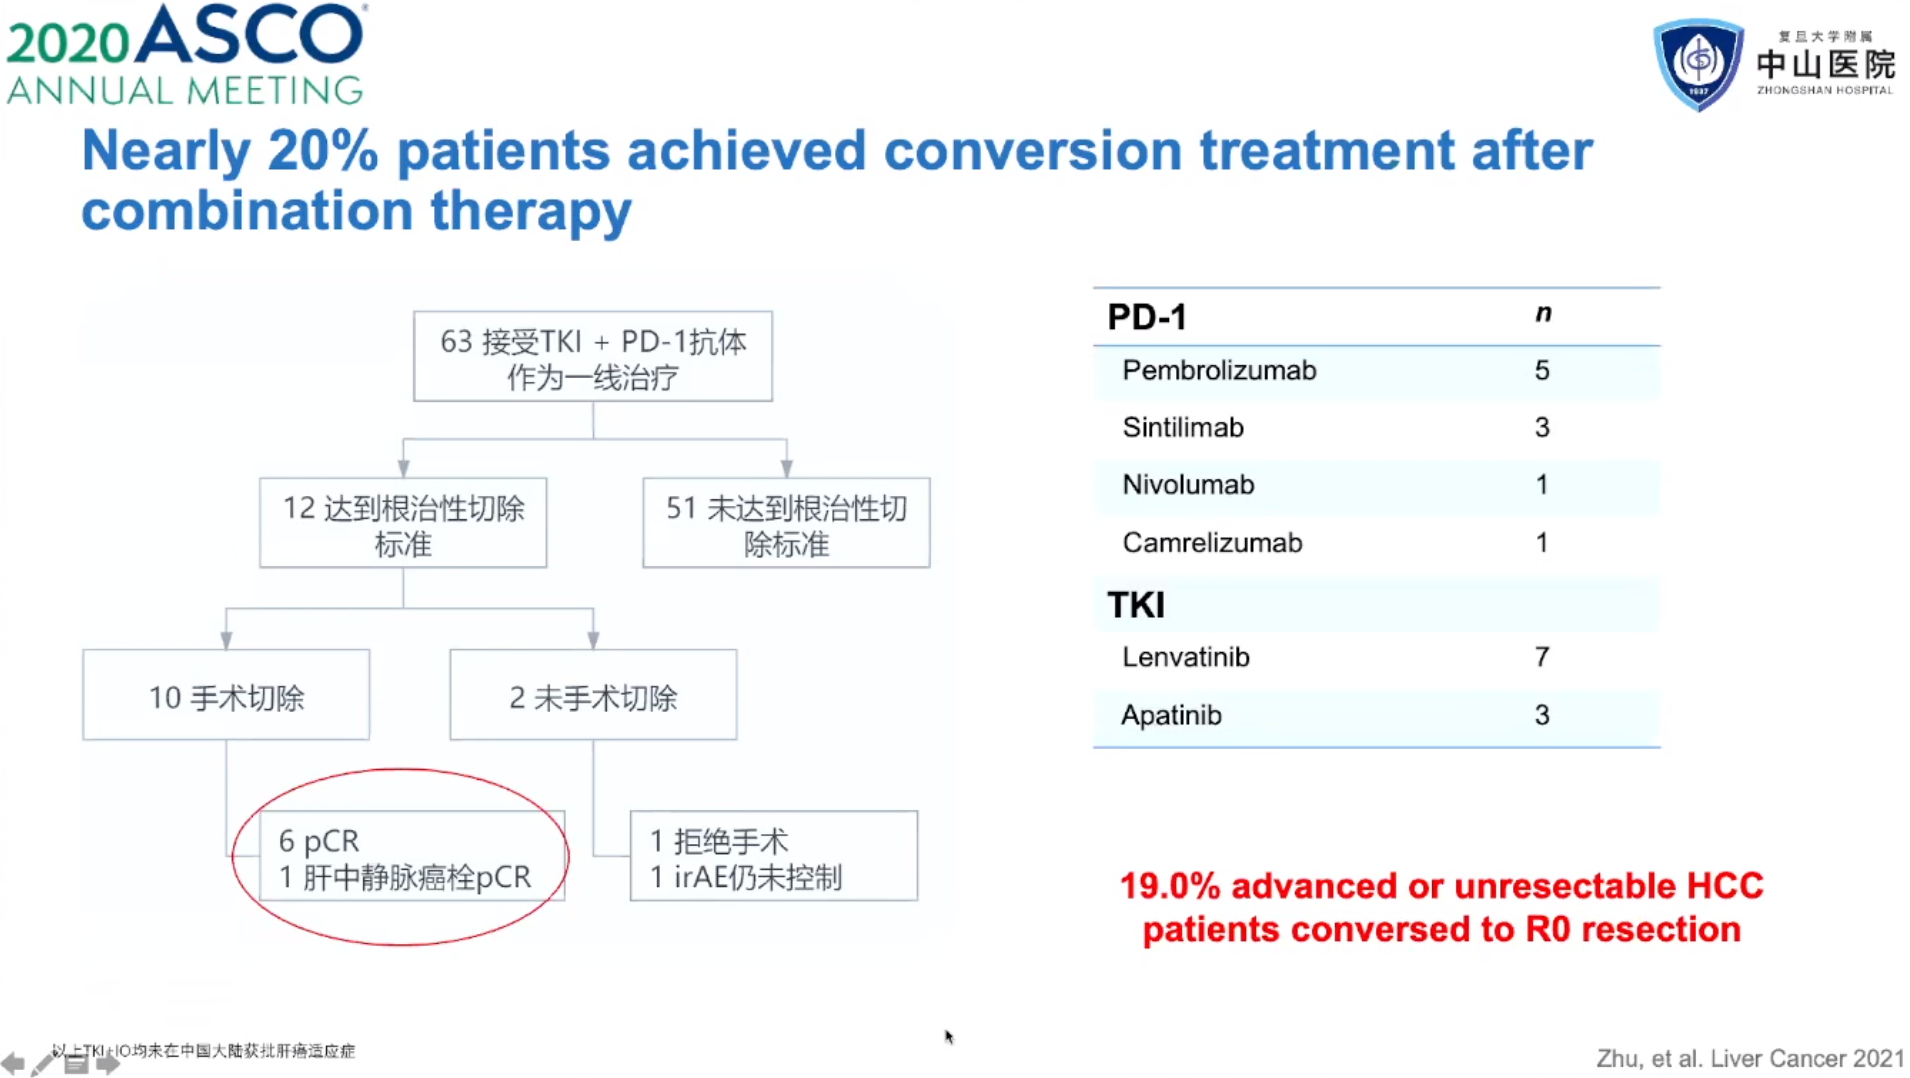 2020 ASCO
ANNUAL MEETING
复旦大学附属
中山医院
ZHONGSHAN HOSPITAL
1937
Nearly 20% patients achieved conversion treatment after
combination therapy
63 接受TKI + PD-1抗体
作为一线治疗
12 达到根治性切除
标准
51 未达到根治性切
除标准
10 手术切除
2 未手术切除
6 pCR
1 肝中静脉癌栓pCR
1 拒绝手术
1 irAE仍未控制
PD-1 n
Pembrolizumab 5
Sintilimab 3
Nivolumab 1
Camrelizumab 1
TKI
Lenvatinib 7
Apatinib 3
19.0% advanced or unresectable HCC
patients conversed to R0 resection
以上TKI+IO均未在中国大陆获批肝癌适应症
Zhu, et al. Liver Cancer 2021